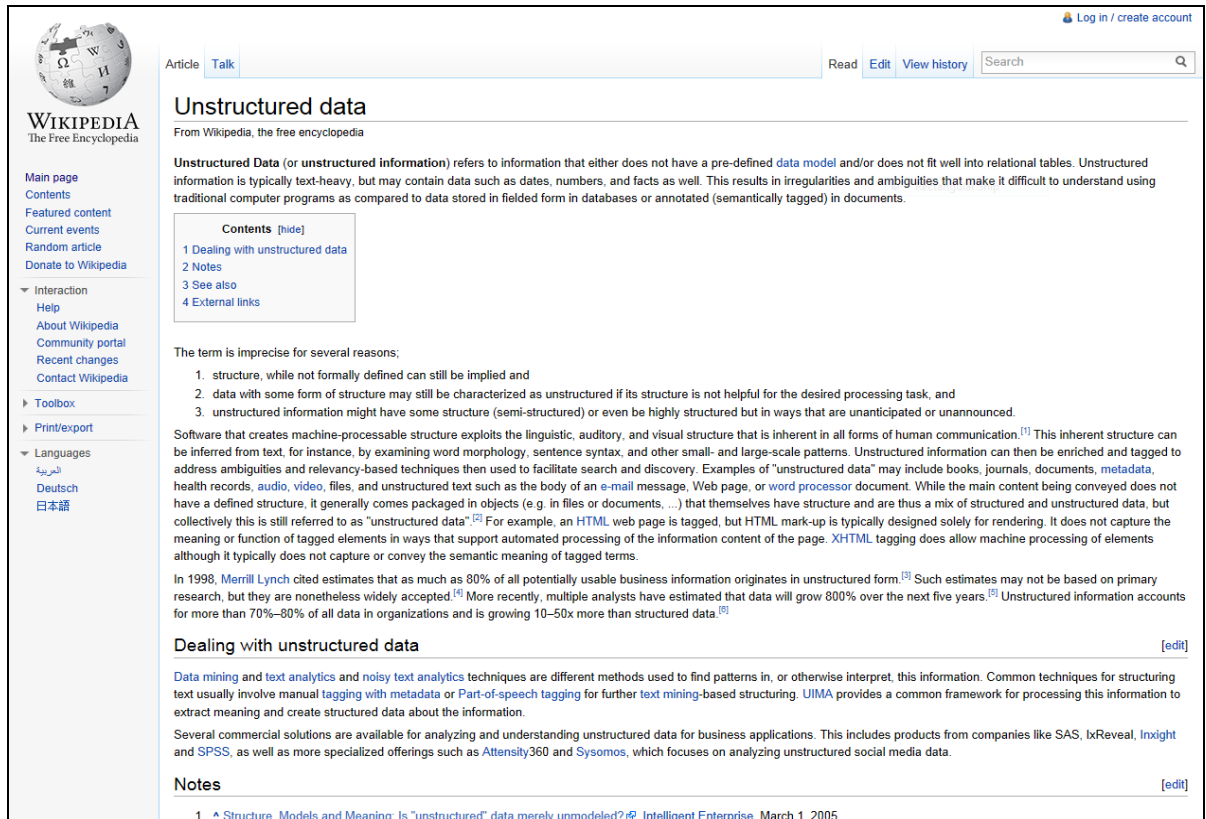 Log in / create account
Article Talk Read Edit View history Search
WIKIPEDIA
The Free Encyclopedia
Main page
Contents
Featured content
Current events
Random article
Donate to Wikipedia
Interaction
Help
About Wikipedia
Community portal
Recent changes
Contact Wikipedia
Toolbox
Print/export
Languages
العربية
Deutsch
日本語
Unstructured data
From Wikipedia, the free encyclopedia
Unstructured Data (or unstructured information) refers to information that either does not have a pre-defined data model and/or does not fit well into relational tables. Unstructured
information is typically text-heavy, but may contain data such as dates, numbers, and facts as well. This results in irregularities and ambiguities that make it difficult to understand using
traditional computer programs as compared to data stored in fielded form in databases or annotated (semantically tagged) in documents.
Contents [hide]
1 Dealing with unstructured data
2 Notes
3 See also
4 External links
The term is imprecise for several reasons;
1. structure, while not formally defined can still be implied and
2. data with some form of structure may still be characterized as unstructured if its structure is not helpful for the desired processing task, and
3. unstructured information might have some structure (semi-structured) or even be highly structured but in ways that are unanticipated or unannounced.
Software that creates machine-processable structure exploits the linguistic, auditory, and visual structure that is inherent in all forms of human communication.[1] This inherent structure can
be inferred from text, for instance, by examining word morphology, sentence syntax, and other small- and large-scale patterns. Unstructured information can then be enriched and tagged to
address ambiguities and relevancy-based techniques then used to facilitate search and discovery. Examples of "unstructured data" may include books, journals, documents, metadata,
health records, audio, video, files, and unstructured text such as the body of an e-mail message, Web page, or word processor document. While the main content being conveyed does not
have a defined structure, it generally comes packaged in objects (e.g. in files or documents, ...) that themselves have structure and are thus a mix of structured and unstructured data, but
collectively this is still referred to as "unstructured data".[2] For example, an HTML web page is tagged, but HTML mark-up is typically designed solely for rendering. It does not capture the
meaning or function of tagged elements in ways that support automated processing of the information content of the page. XHTML tagging does allow machine processing of elements
although it typically does not capture or convey the semantic meaning of tagged terms.
In 1998, Merrill Lynch cited estimates that as much as 80% of all potentially usable business information originates in unstructured form.[3] Such estimates may not be based on primary
research, but they are nonetheless widely accepted.[4] More recently, multiple analysts have estimated that data will grow 800% over the next five years.[5] Unstructured information accounts
for more than 70%–80% of all data in organizations and is growing 10–50x more than structured data.[6]
Dealing with unstructured data [edit]
Data mining and text analytics and noisy text analytics techniques are different methods used to find patterns in, or otherwise interpret, this information. Common techniques for structuring
text usually involve manual tagging with metadata or Part-of-speech tagging for further text mining-based structuring. UIMA provides a common framework for processing this information to
extract meaning and create structured data about the information.
Several commercial solutions are available for analyzing and understanding unstructured data for business applications. This includes products from companies like SAS, IxReveal, Inxight
and SPSS, as well as more specialized offerings such as Attensity360 and Sysomos, which focuses on analyzing unstructured social media data.
Notes [edit]
1. ^ Structure, Models and Meaning: Is "unstructured" data merely unmodeled?, Intelligent Enterprise, March 1, 2005.